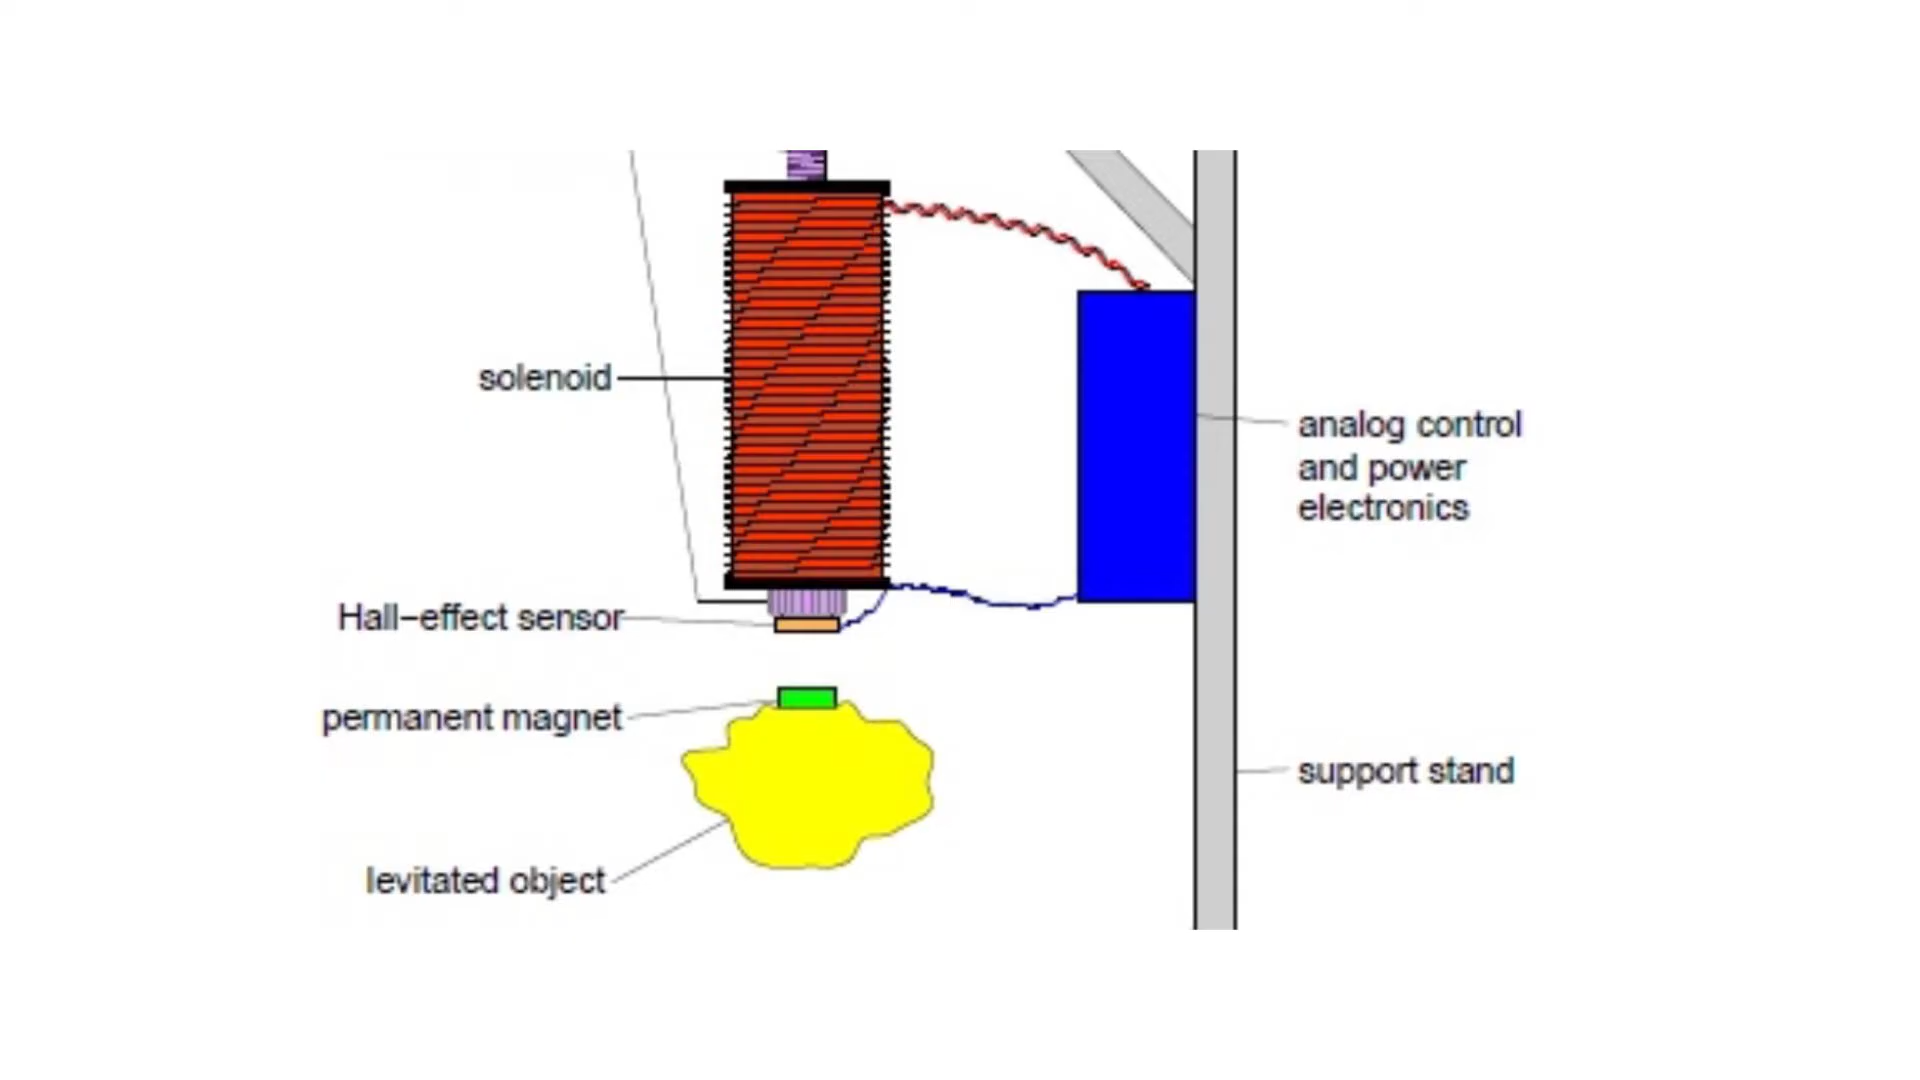 solenoid
analog control
and power
electronics
Hall-effect sensor
permanent magnet
support stand
levitated object